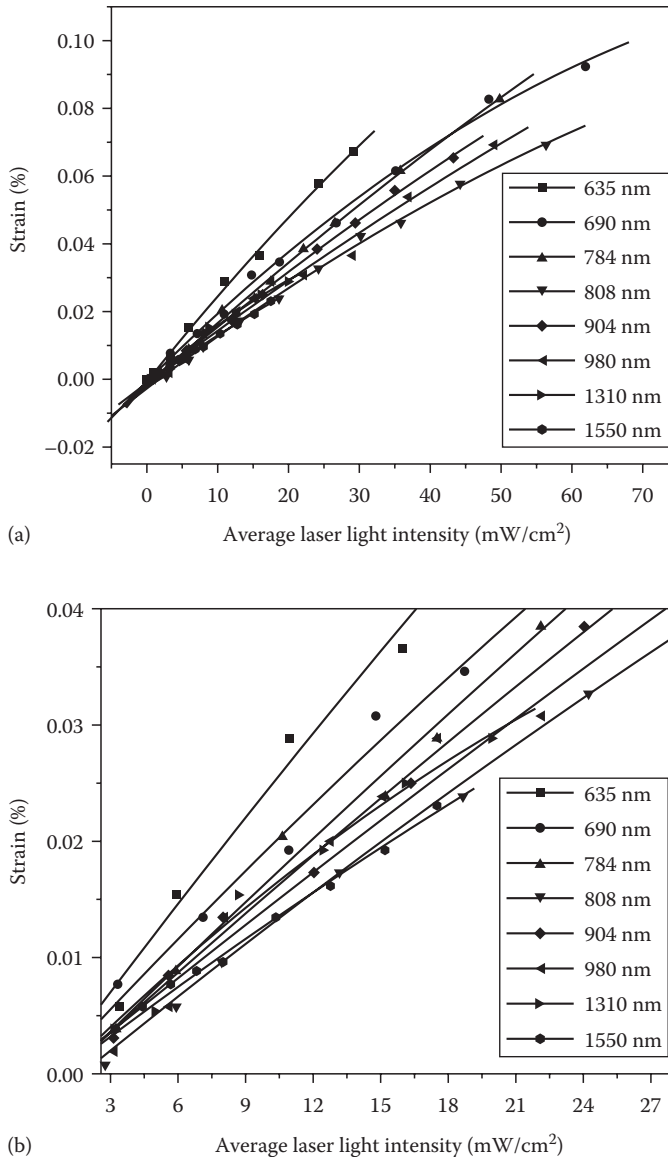 0.10
0.08
0.06
0.04
0.02
0.00
−0.02
Strain (%)
635 nm
690 nm
784 nm
808 nm
904 nm
980 nm
1310 nm
1550 nm
0 10 20 30 40 50 60 70
(a) Average laser light intensity (mW/cm²)
0.04
0.03
0.02
0.01
0.00
Strain (%)
635 nm
690 nm
784 nm
808 nm
904 nm
980 nm
1310 nm
1550 nm
3 6 9 12 15 18 21 24 27
(b) Average laser light intensity (mW/cm²)